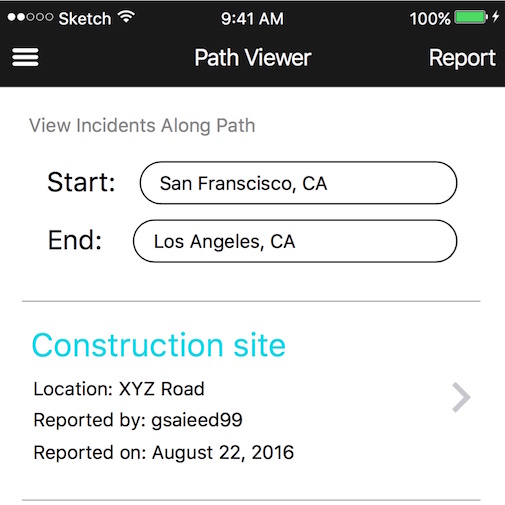 Sketch 9:41 AM 100%
Path Viewer Report
View Incidents Along Path
Start: San Franscisco, CA
End: Los Angeles, CA
Construction site
Location: XYZ Road
Reported by: gsaieed99
Reported on: August 22, 2016